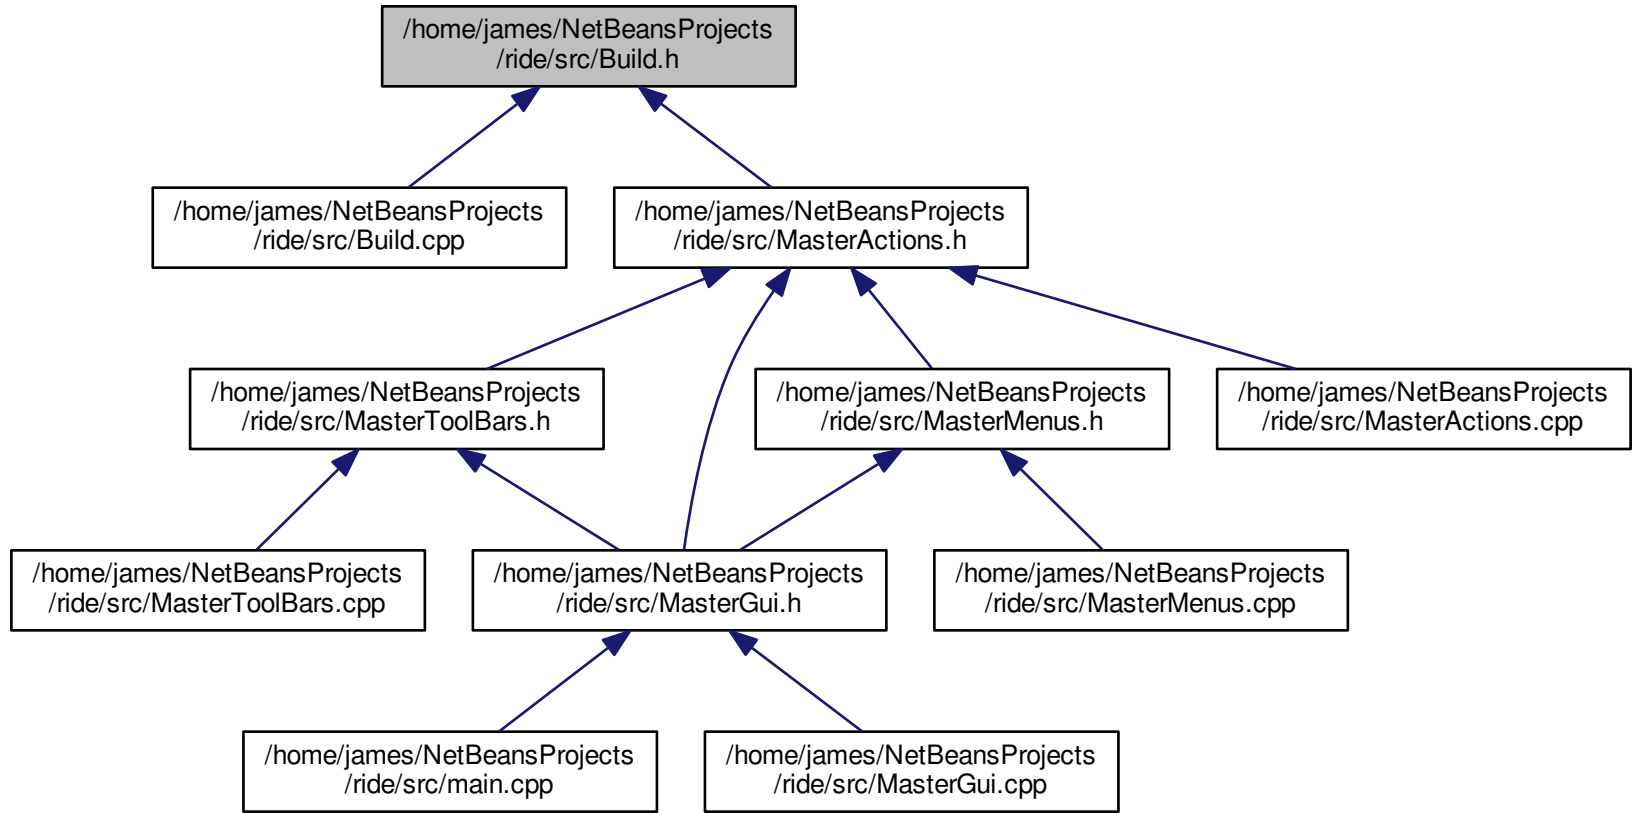 /home/james/NetBeansProjects
/ride/src/Build.h
/home/james/NetBeansProjects
/ride/src/Build.cpp
/home/james/NetBeansProjects
/ride/src/MasterActions.h
/home/james/NetBeansProjects
/ride/src/MasterToolBars.h
/home/james/NetBeansProjects
/ride/src/MasterMenus.h
/home/james/NetBeansProjects
/ride/src/MasterActions.cpp
/home/james/NetBeansProjects
/ride/src/MasterToolBars.cpp
/home/james/NetBeansProjects
/ride/src/MasterGui.h
/home/james/NetBeansProjects
/ride/src/MasterMenus.cpp
/home/james/NetBeansProjects
/ride/src/main.cpp
/home/james/NetBeansProjects
/ride/src/MasterGui.cpp